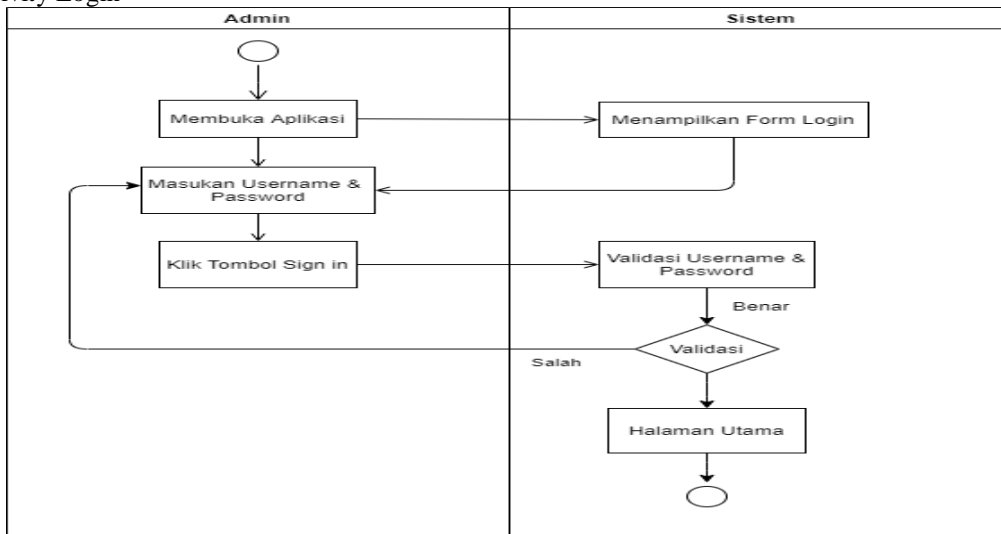 Login
Admin
Sistem
Membuka Aplikasi
Menampilkan Form Login
Masukan Username &
Password
Klik Tombol Sign in
Validasi Username &
Password
Benar
Validasi
Salah
Halaman Utama